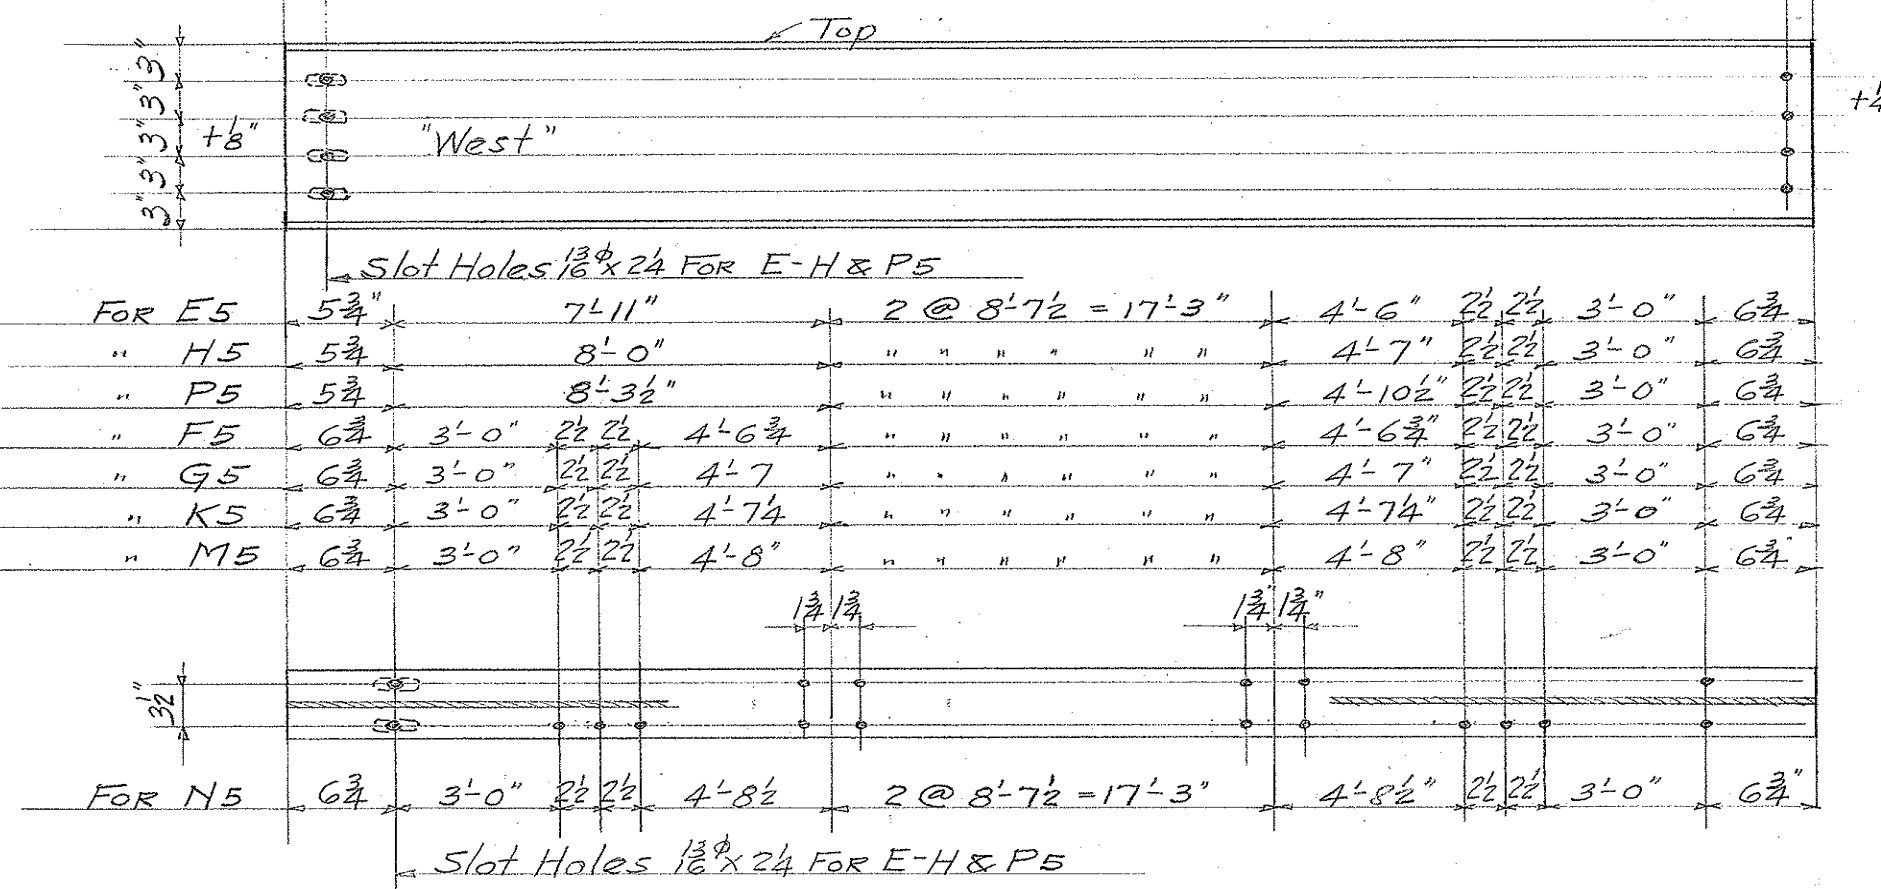 Top
3" 3" 3" 3" 3"
+1/8"
"West"
+1/4
Slot Holes 13/16ϕ x 2 1/4 FOR E-H & P5
FOR E5 5 3/4" 7'-11" 2 @ 8'-7 1/2 = 17'-3" 4'-6" 2 1/2 2 1/2 3'-0" 6 3/4
" H5 5 3/4 8'-0" " " " " " " 4'-7" 2 1/2 2 1/2 3'-0" 6 3/4
" P5 5 3/4 8'-3 1/2" " " " " " " 4'-10 1/2" 2 1/2 2 1/2 3'-0" 6 3/4
" F5 6 3/4 3'-0" 2 1/2 2 1/2 4'-6 3/4 " " " " " " 4'-6 3/4" 2 1/2 2 1/2 3'-0" 6 3/4
" G5 6 3/4 3'-0" 2 1/2 2 1/2 4'-7 " " " " " " 4'-7" 2 1/2 2 1/2 3'-0" 6 3/4
" K5 6 3/4 3'-0" 2 1/2 2 1/2 4'-7 1/4 " " " " " " 4'-7 1/4" 2 1/2 2 1/2 3'-0" 6 3/4
" M5 6 3/4 3'-0" 2 1/2 2 1/2 4'-8" " " " " " " 4'-8" 2 1/2 2 1/2 3'-0" 6 3/4"
1 3/4 1 3/4 1 3/4" 1 3/4"
3 1/2"
FOR N5 6 3/4 3'-0" 2 1/2 2 1/2 4'-8 1/2 2 @ 8'-7 1/2 = 17'-3" 4'-8 1/2" 2 1/2 2 1/2 3'-0" 6 3/4"
Slot Holes 13/16ϕ x 2 1/4 FOR E-H & P5